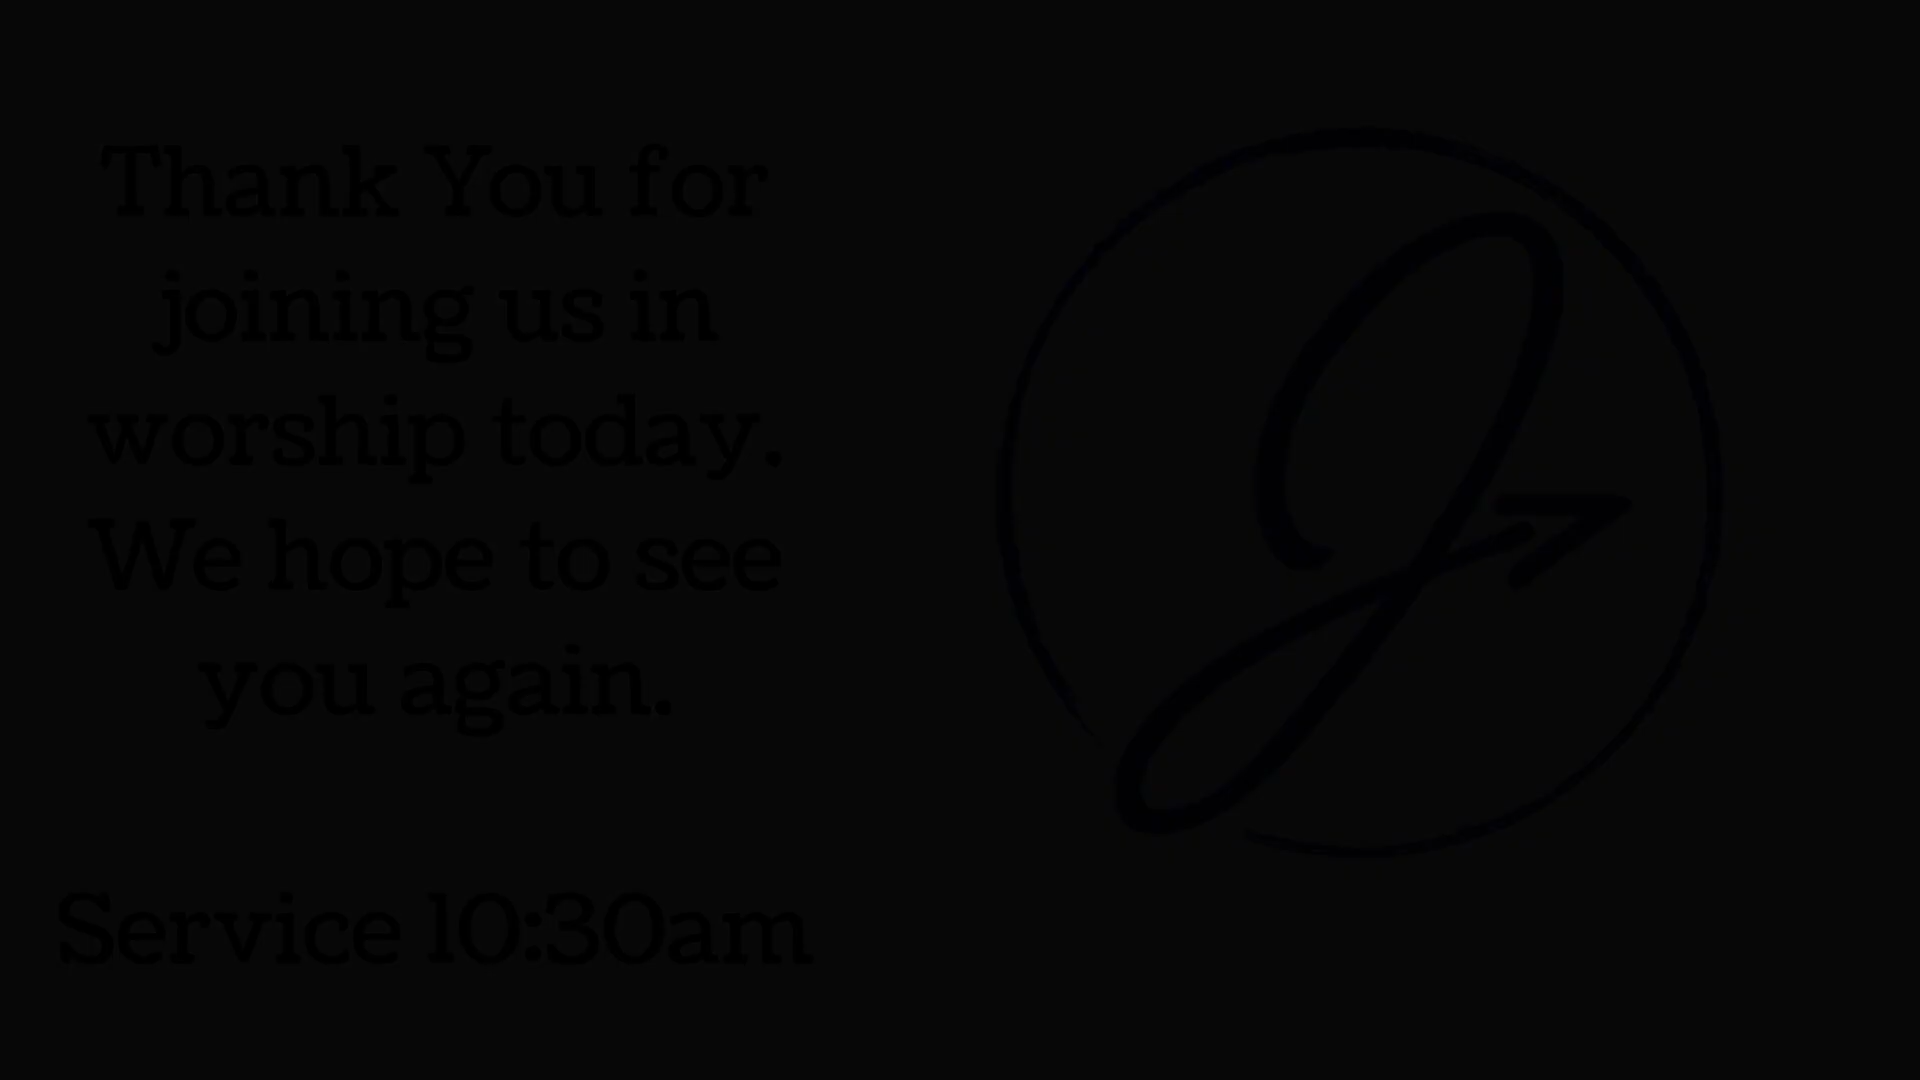 Thank You for
joining us in
worship today.
We hope to see
you again.
Service 10:30am